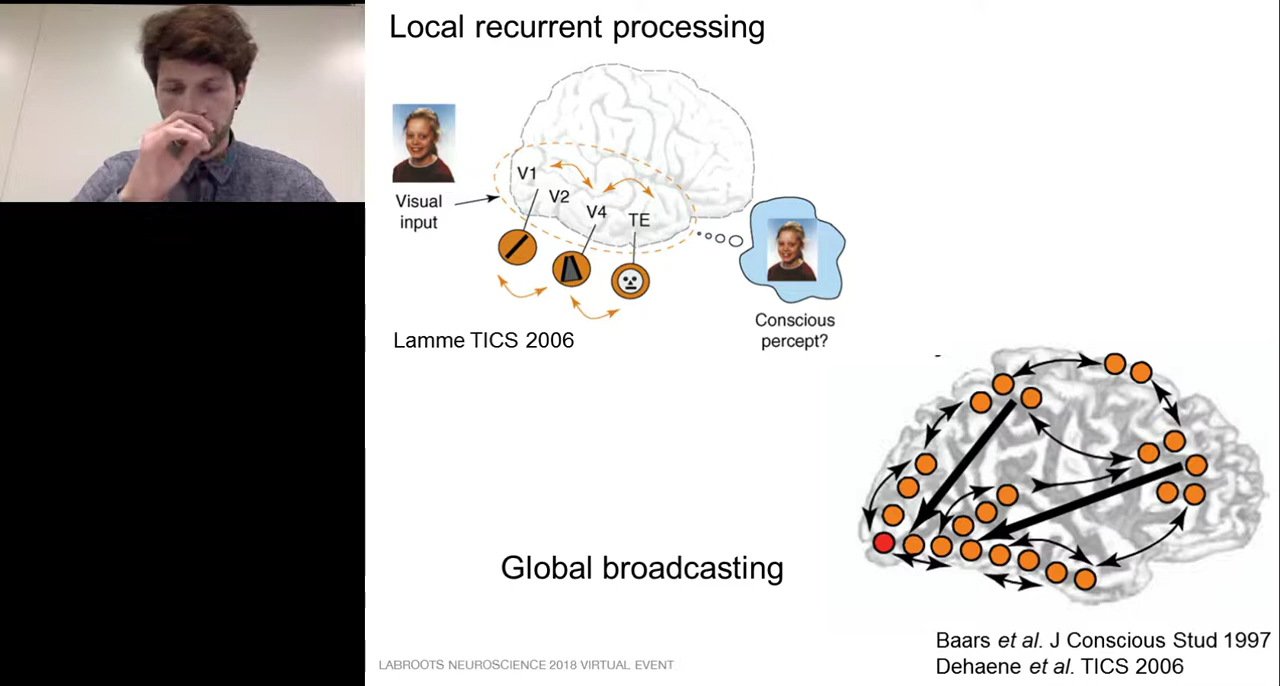 Local recurrent processing
V1
V2
V4
TE
Visual
input
Conscious
percept?
Lamme TICS 2006
Global broadcasting
Baars et al. J Conscious Stud 1997
Dehaene et al. TICS 2006
LABROOTS NEUROSCIENCE 2018 VIRTUAL EVENT